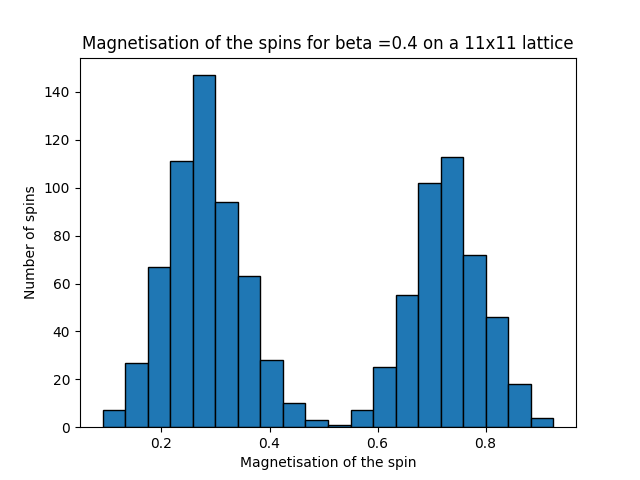 Magnetisation of the spins for beta =0.4 on a 11x11 lattice
140
120
100
80
60
40
20
0
Number of spins
0.2 0.4 0.6 0.8
Magnetisation of the spin